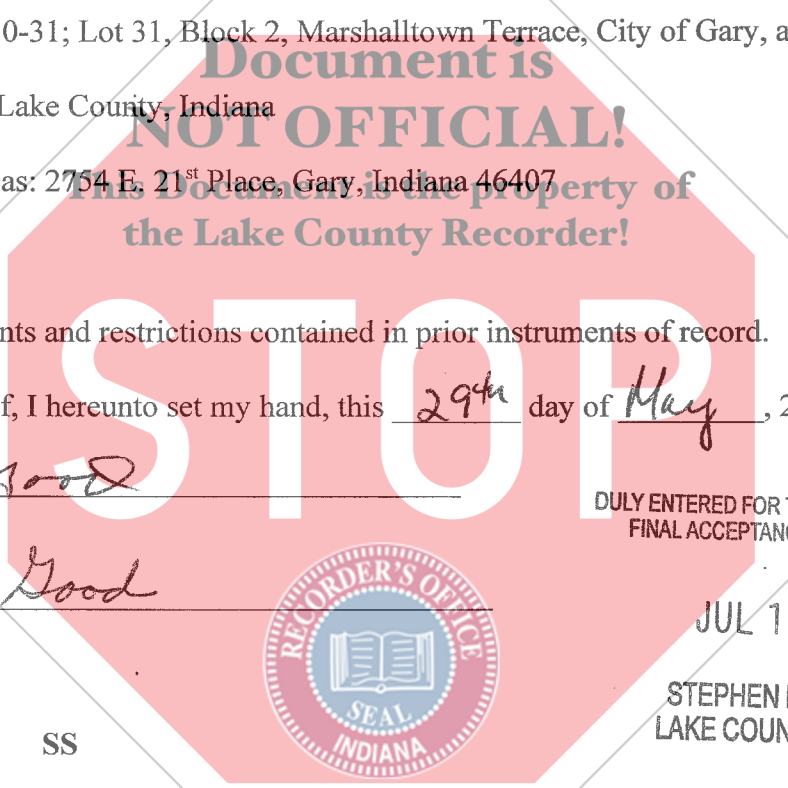 0-31; Lot 31, Block 2, Marshalltown Terrace, City of Gary, a
Document is
Lake County, Indiana
NOT OFFICIAL!
as: 2754 E. 21st Place, Gary, Indiana 46407
This Document is the property of
the Lake County Recorder!
STOP
nts and restrictions contained in prior instruments of record.
f, I hereunto set my hand, this 29th day of May, 2
Good
DULY ENTERED FOR T
FINAL ACCEPTANC
Good
RECORDER'S OFFICE
SEAL
INDIANA
JUL 1
STEPHEN
LAKE COUN
SS